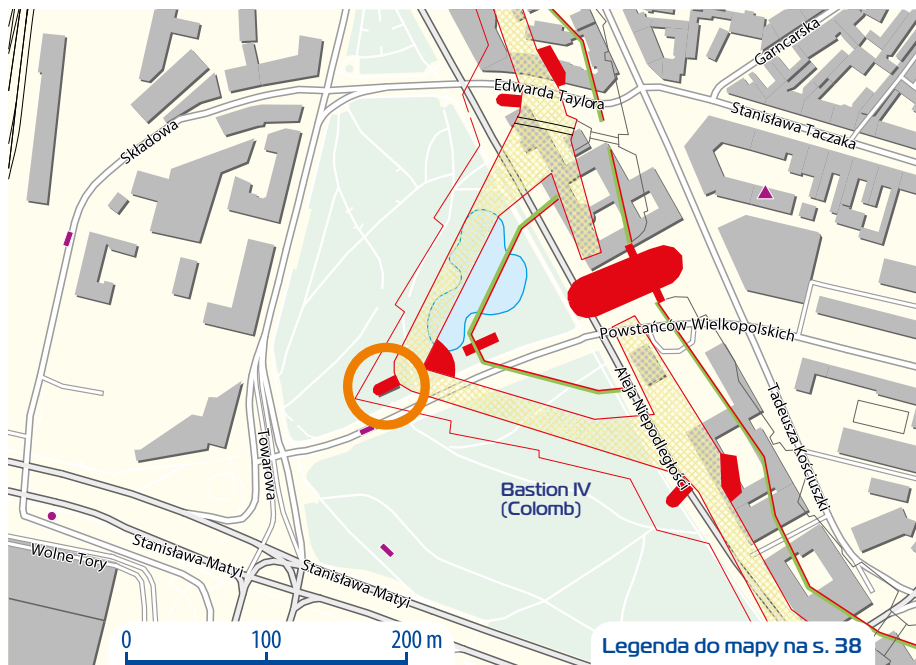 Garncarska
Edwarda Taylora
Stanisława Taczaka
Składowa
Powstańców Wielkopolskich
Aleja Niepodległości
Tadeusza Kościuszki
Towarowa
Bastion IV
(Colomb)
Stanisława Matyi
Stanisława Matyi
Wolne Tory
0 100 200 m
Legenda do mapy na s. 38